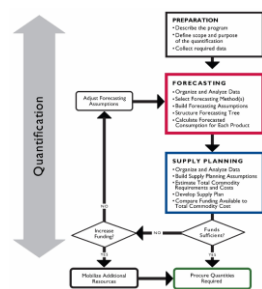 Quantification
PREPARATION
• Describe the program
• Define scope and purpose
of the quantification
• Collect required data
FORECASTING
• Organize and Analyze Data
• Select Forecasting Method(s)
• Build Forecasting Assumptions
• Structure Forecasting Tree
• Calculate Forecasted
Consumption for Each Product
Adjust Forecasting
Assumptions
SUPPLY PLANNING
• Organize and Analyze Data
• Build Supply Planning Assumptions
• Estimate Total Commodity
Requirements and Costs
• Develop Supply Plan
• Compare Funding Available to
Total Commodity Cost
NO
Increase
Funding?
NO
Funds
Sufficient?
YES
YES
Mobilize Additional
Resources
Procure Quantities
Required